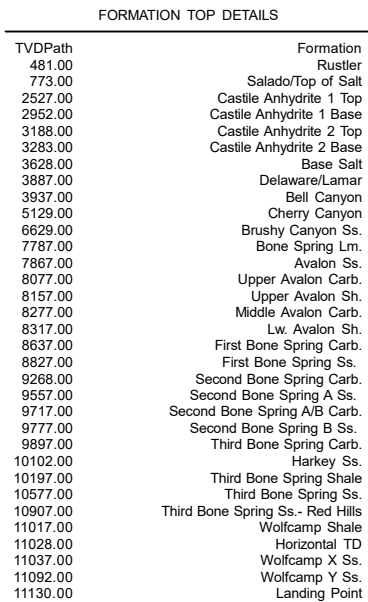 FORMATION TOP DETAILS
TVDPath Formation
481.00 Rustler
773.00 Salado/Top of Salt
2527.00 Castile Anhydrite 1 Top
2952.00 Castile Anhydrite 1 Base
3188.00 Castile Anhydrite 2 Top
3283.00 Castile Anhydrite 2 Base
3628.00 Base Salt
3887.00 Delaware/Lamar
3937.00 Bell Canyon
5129.00 Cherry Canyon
6629.00 Brushy Canyon Ss.
7787.00 Bone Spring Lm.
7867.00 Avalon Ss.
8077.00 Upper Avalon Carb.
8157.00 Upper Avalon Sh.
8277.00 Middle Avalon Carb.
8317.00 Lw. Avalon Sh.
8637.00 First Bone Spring Carb.
8827.00 First Bone Spring Ss.
9268.00 Second Bone Spring Carb.
9557.00 Second Bone Spring A Ss.
9717.00 Second Bone Spring A/B Carb.
9777.00 Second Bone Spring B Ss.
9897.00 Third Bone Spring Carb.
10102.00 Harkey Ss.
10197.00 Third Bone Spring Shale
10577.00 Third Bone Spring Ss.
10907.00 Third Bone Spring Ss.- Red Hills
11017.00 Wolfcamp Shale
11028.00 Horizontal TD
11037.00 Wolfcamp X Ss.
11092.00 Wolfcamp Y Ss.
11130.00 Landing Point